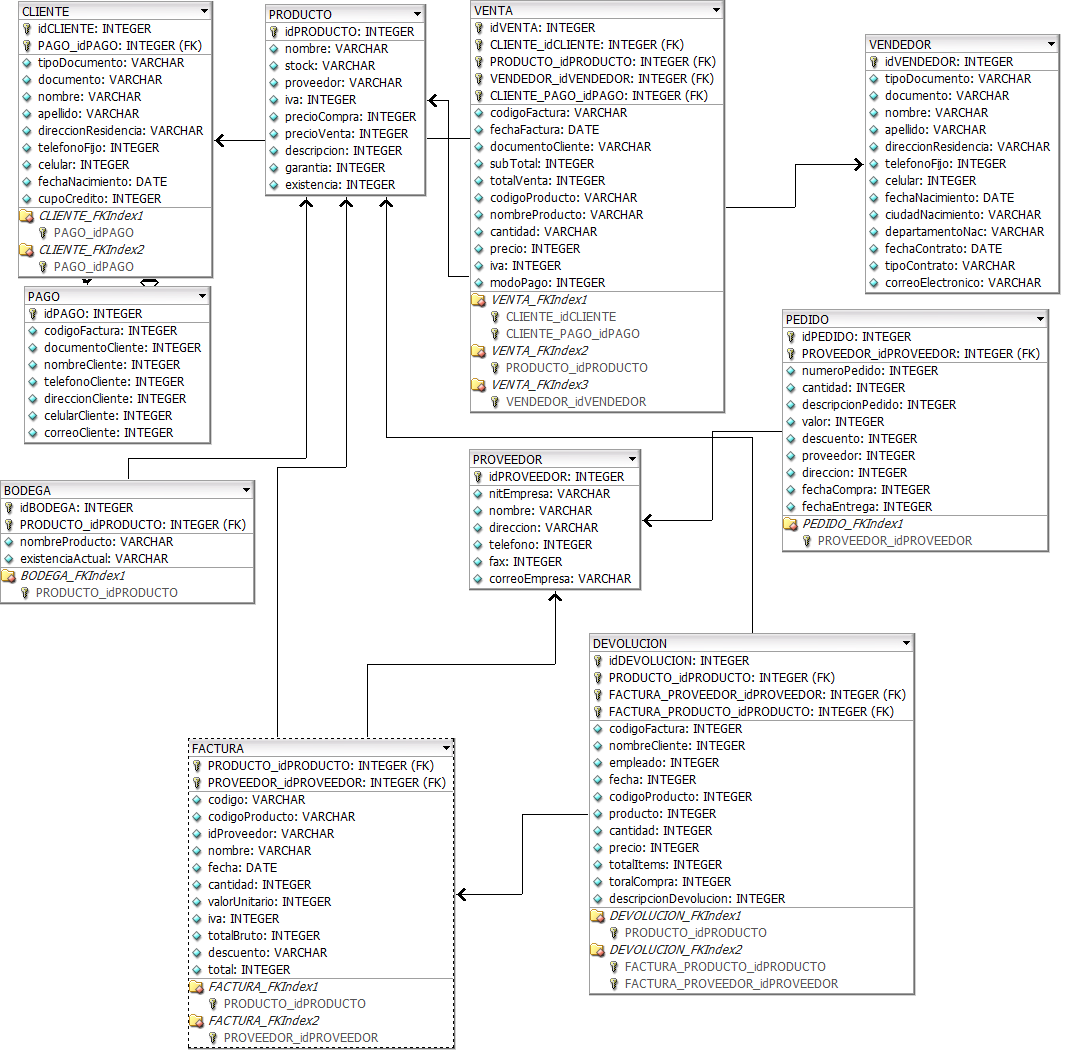 CLIENTE
idCLIENTE: INTEGER
PAGO_idPAGO: INTEGER (FK)
tipoDocumento: VARCHAR
documento: VARCHAR
nombre: VARCHAR
apellido: VARCHAR
direccionResidencia: VARCHAR
telefonoFijo: INTEGER
celular: INTEGER
fechaNacimiento: DATE
cupoCredito: INTEGER
CLIENTE_FKIndex1
PAGO_idPAGO
CLIENTE_FKIndex2
PAGO_idPAGO
PRODUCTO
idPRODUCTO: INTEGER
nombre: VARCHAR
stock: VARCHAR
proveedor: VARCHAR
iva: INTEGER
precioCompra: INTEGER
precioVenta: INTEGER
descripcion: INTEGER
garantia: INTEGER
existencia: INTEGER
VENTA
idVENTA: INTEGER
CLIENTE_idCLIENTE: INTEGER (FK)
PRODUCTO_idPRODUCTO: INTEGER (FK)
VENDEDOR_idVENDEDOR: INTEGER (FK)
CLIENTE_PAGO_idPAGO: INTEGER (FK)
codigoFactura: VARCHAR
fechaFactura: DATE
documentoCliente: VARCHAR
subTotal: INTEGER
totalVenta: INTEGER
codigoProducto: VARCHAR
nombreProducto: VARCHAR
cantidad: VARCHAR
precio: INTEGER
iva: INTEGER
modoPago: INTEGER
VENTA_FKIndex1
CLIENTE_idCLIENTE
CLIENTE_PAGO_idPAGO
VENTA_FKIndex2
PRODUCTO_idPRODUCTO
VENTA_FKIndex3
VENDEDOR_idVENDEDOR
VENDEDOR
idVENDEDOR: INTEGER
tipoDocumento: VARCHAR
documento: VARCHAR
nombre: VARCHAR
apellido: VARCHAR
direccionResidencia: VARCHAR
telefonoFijo: INTEGER
celular: INTEGER
fechaNacimiento: DATE
ciudadNacimiento: VARCHAR
departamentoNac: VARCHAR
fechaContrato: DATE
tipoContrato: VARCHAR
correoElectronico: VARCHAR
PAGO
idPAGO: INTEGER
codigoFactura: INTEGER
documentoCliente: INTEGER
nombreCliente: INTEGER
telefonoCliente: INTEGER
direccionCliente: INTEGER
celularCliente: INTEGER
correoCliente: INTEGER
PEDIDO
idPEDIDO: INTEGER
PROVEEDOR_idPROVEEDOR: INTEGER (FK)
numeroPedido: INTEGER
cantidad: INTEGER
descripcionPedido: INTEGER
valor: INTEGER
descuento: INTEGER
proveedor: INTEGER
direccion: INTEGER
fechaCompra: INTEGER
fechaEntrega: INTEGER
PEDIDO_FKIndex1
PROVEEDOR_idPROVEEDOR
BODEGA
idBODEGA: INTEGER
PRODUCTO_idPRODUCTO: INTEGER (FK)
nombreProducto: VARCHAR
existenciaActual: VARCHAR
BODEGA_FKIndex1
PRODUCTO_idPRODUCTO
PROVEEDOR
idPROVEEDOR: INTEGER
nitEmpresa: VARCHAR
nombre: VARCHAR
direccion: VARCHAR
telefono: INTEGER
fax: INTEGER
correoEmpresa: VARCHAR
DEVOLUCION
idDEVOLUCION: INTEGER
PRODUCTO_idPRODUCTO: INTEGER (FK)
FACTURA_PROVEEDOR_idPROVEEDOR: INTEGER (FK)
FACTURA_PRODUCTO_idPRODUCTO: INTEGER (FK)
codigoFactura: INTEGER
nombreCliente: INTEGER
empleado: INTEGER
fecha: INTEGER
codigoProducto: INTEGER
producto: INTEGER
cantidad: INTEGER
precio: INTEGER
totalItems: INTEGER
toralCompra: INTEGER
descripcionDevolucion: INTEGER
DEVOLUCION_FKIndex1
PRODUCTO_idPRODUCTO
DEVOLUCION_FKIndex2
FACTURA_PRODUCTO_idPRODUCTO
FACTURA_PROVEEDOR_idPROVEEDOR
FACTURA
PRODUCTO_idPRODUCTO: INTEGER (FK)
PROVEEDOR_idPROVEEDOR: INTEGER (FK)
codigo: VARCHAR
codigoProducto: VARCHAR
idProveedor: VARCHAR
nombre: VARCHAR
fecha: DATE
cantidad: INTEGER
valorUnitario: INTEGER
iva: INTEGER
totalBruto: INTEGER
descuento: VARCHAR
total: INTEGER
FACTURA_FKIndex1
PRODUCTO_idPRODUCTO
FACTURA_FKIndex2
PROVEEDOR_idPROVEEDOR